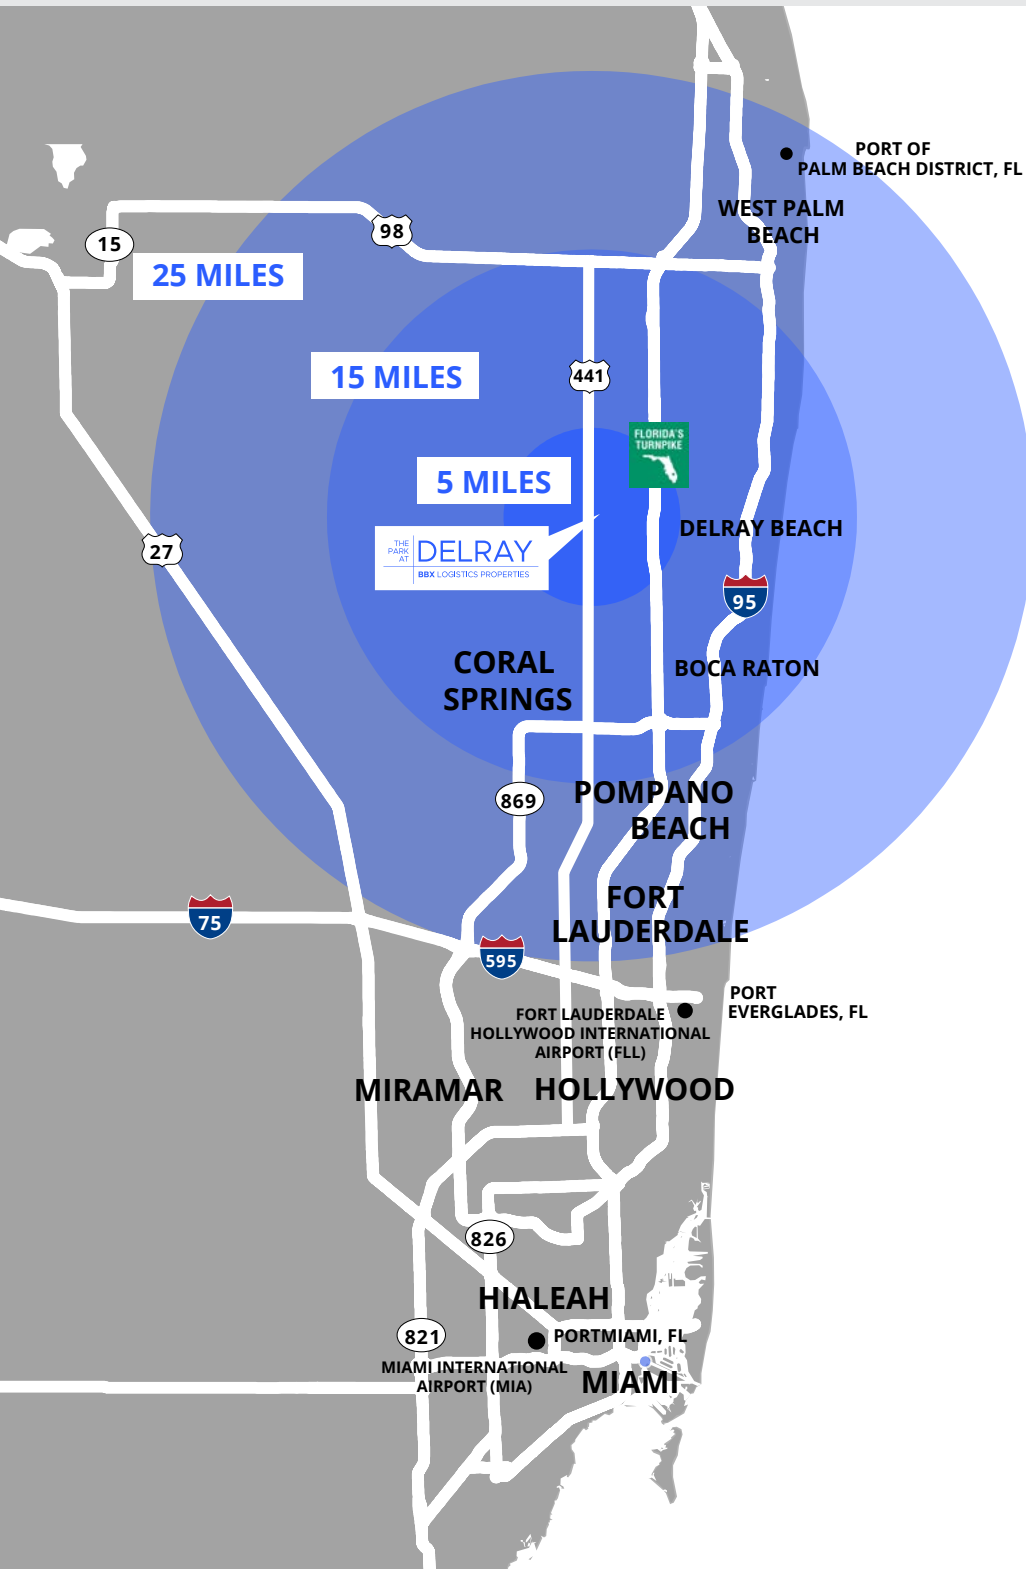 PORT OF
PALM BEACH DISTRICT, FL
WEST PALM
BEACH
98
15
25 MILES
15 MILES
441
FLORIDA'S
TURNPIKE
5 MILES
DELRAY BEACH
THE
PARK
AT
DELRAY
BBX LOGISTICS PROPERTIES
27
95
CORAL
SPRINGS
BOCA RATON
869
POMPANO
BEACH
FORT
LAUDERDALE
75
595
PORT
EVERGLADES, FL
FORT LAUDERDALE
HOLLYWOOD INTERNATIONAL
AIRPORT (FLL)
MIRAMAR
HOLLYWOOD
826
HIALEAH
821
PORTMIAMI, FL
MIAMI INTERNATIONAL
AIRPORT (MIA)
MIAMI